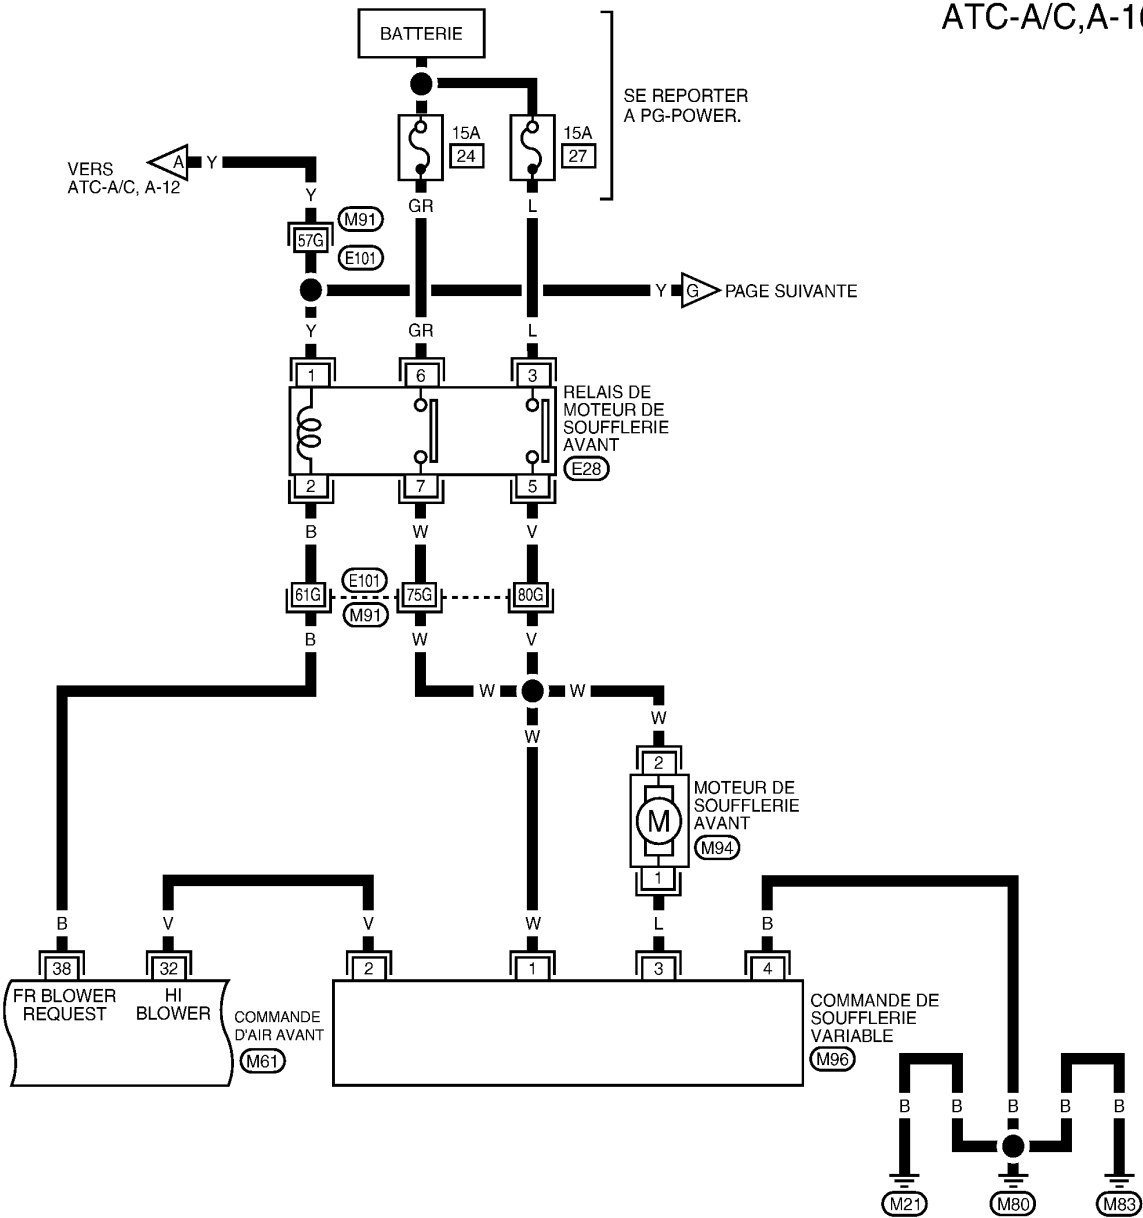 ATC-A/C,A-10
BATTERIE
SE REPORTER
A PG-POWER.
15A
24
15A
27
VERS
ATC-A/C, A-12
A
Y
Y
GR
L
M91
57G
E101
Y
G
PAGE SUIVANTE
Y
GR
L
1
6
3
RELAIS DE
MOTEUR DE
SOUFFLERIE
AVANT
E28
2
7
5
B
W
V
61G
E101
75G
80G
M91
B
W
V
W
W
W
W
2
MOTEUR DE
SOUFFLERIE
AVANT
M
M94
1
B
V
V
W
L
B
38
32
2
1
3
4
FR BLOWER
REQUEST
HI
BLOWER
COMMANDE
D'AIR AVANT
M61
COMMANDE DE
SOUFFLERIE
VARIABLE
M96
B
B
B
B
B
M21
M80
M83